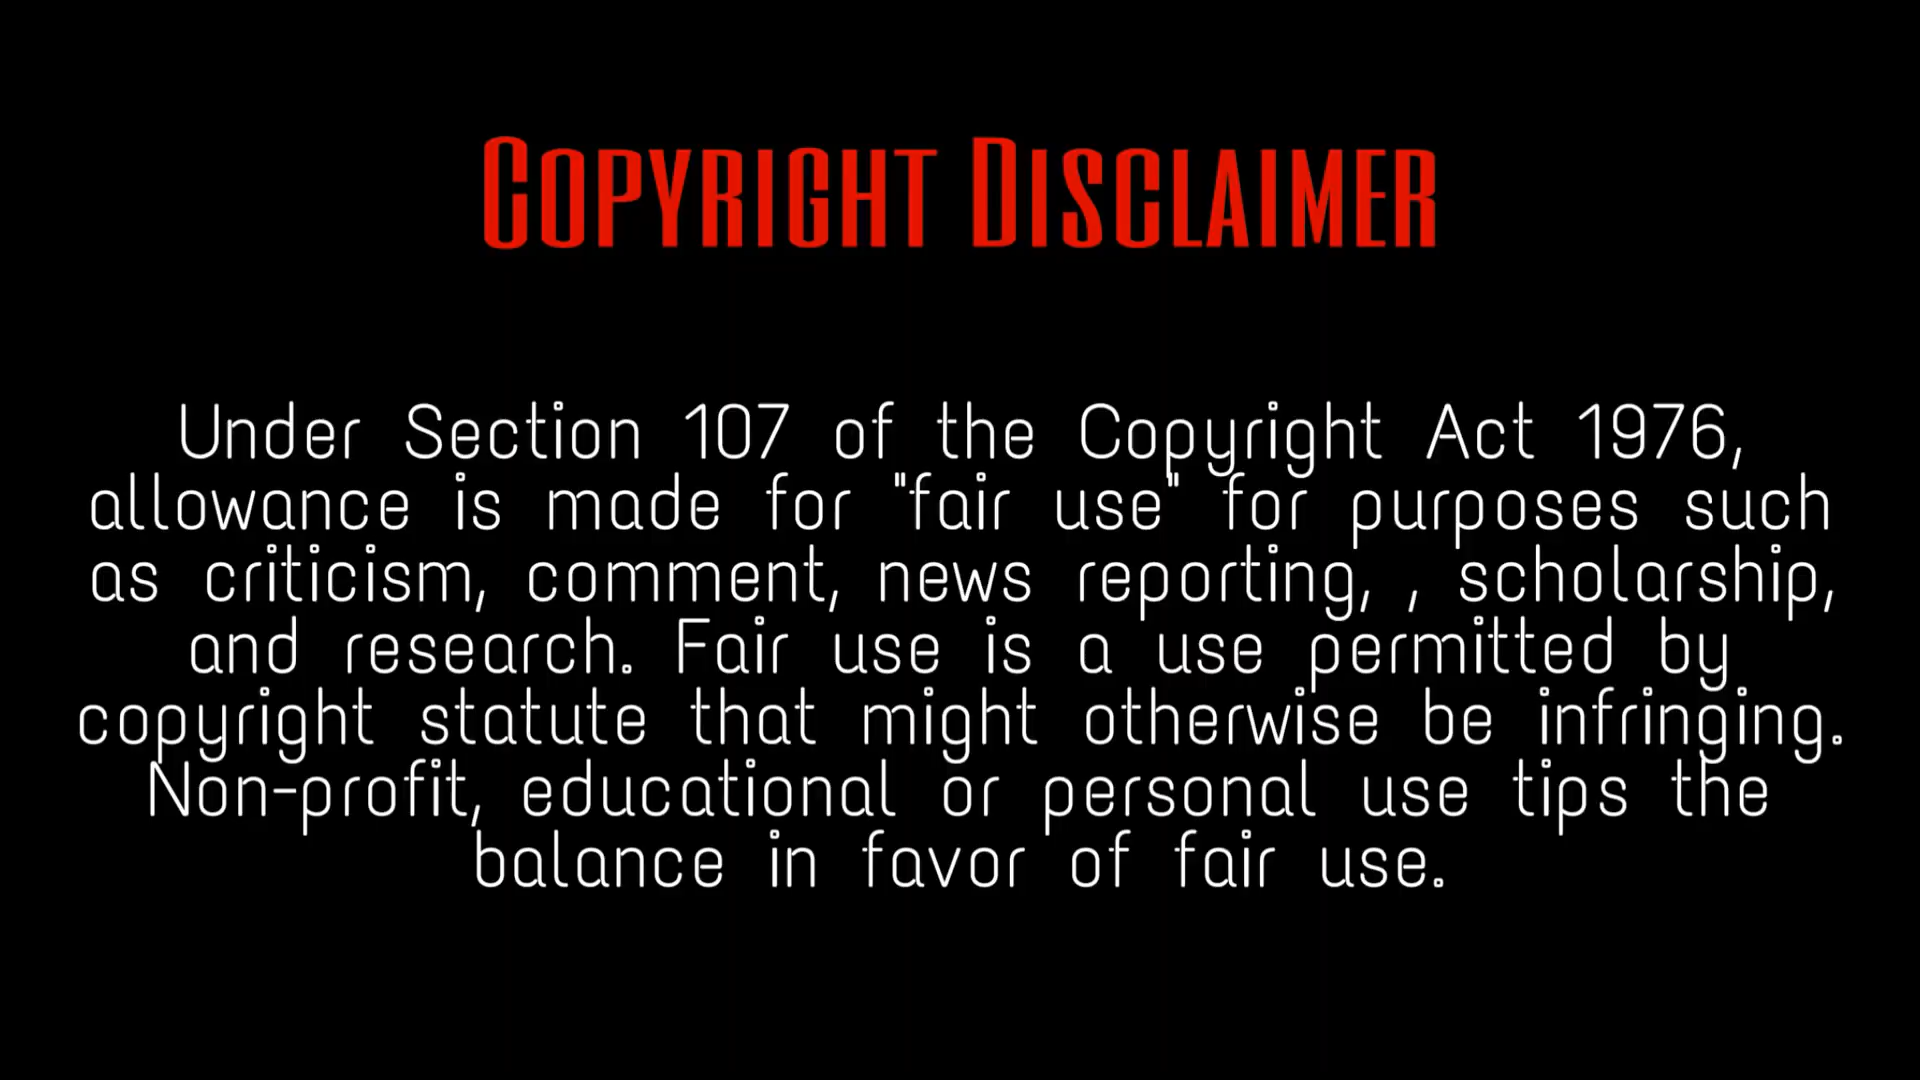 Copyright Disclaimer
Under Section 107 of the Copyright Act 1976,
allowance is made for "fair use" for purposes such
as criticism, comment, news reporting, , scholarship,
and research. Fair use is a use permitted by
copyright statute that might otherwise be infringing.
Non-profit, educational or personal use tips the
balance in favor of fair use.